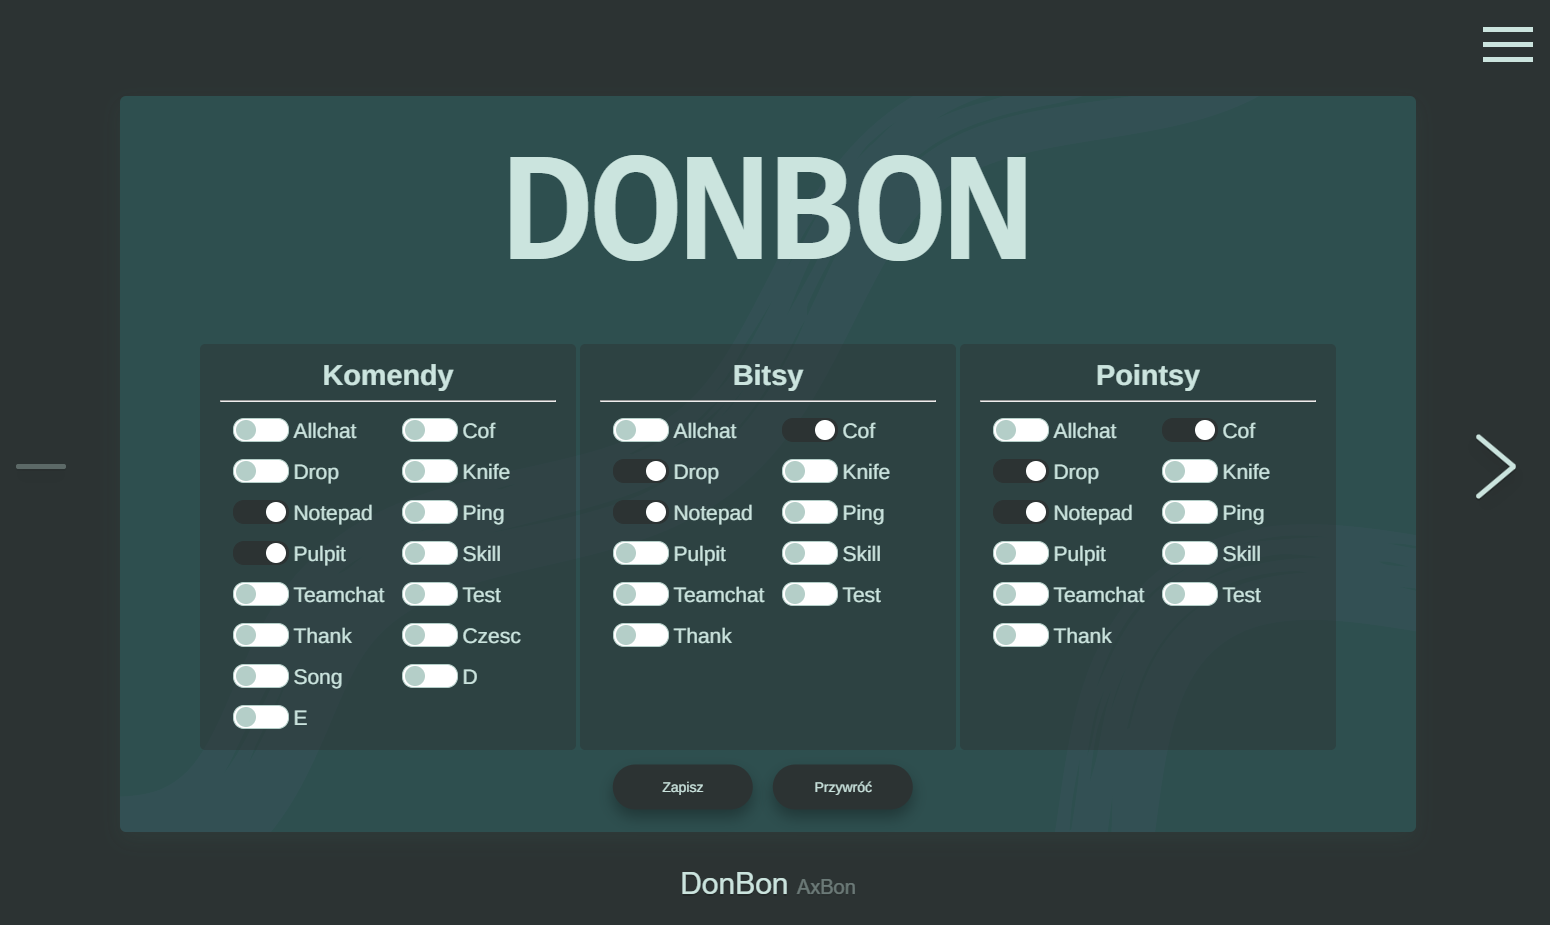 DONBON
Komendy
Allchat Cof
Drop Knife
Notepad Ping
Pulpit Skill
Teamchat Test
Thank Czesc
Song D
E
Bitsy
Allchat Cof
Drop Knife
Notepad Ping
Pulpit Skill
Teamchat Test
Thank
Pointsy
Allchat Cof
Drop Knife
Notepad Ping
Pulpit Skill
Teamchat Test
Thank
Zapisz Przywróć
DonBon AxBon